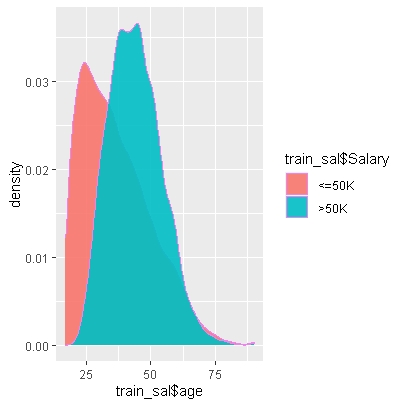 density
0.03
0.02
0.01
0.00
25 50 75
train_sal$age
train_sal$Salary
<=50K
>50K